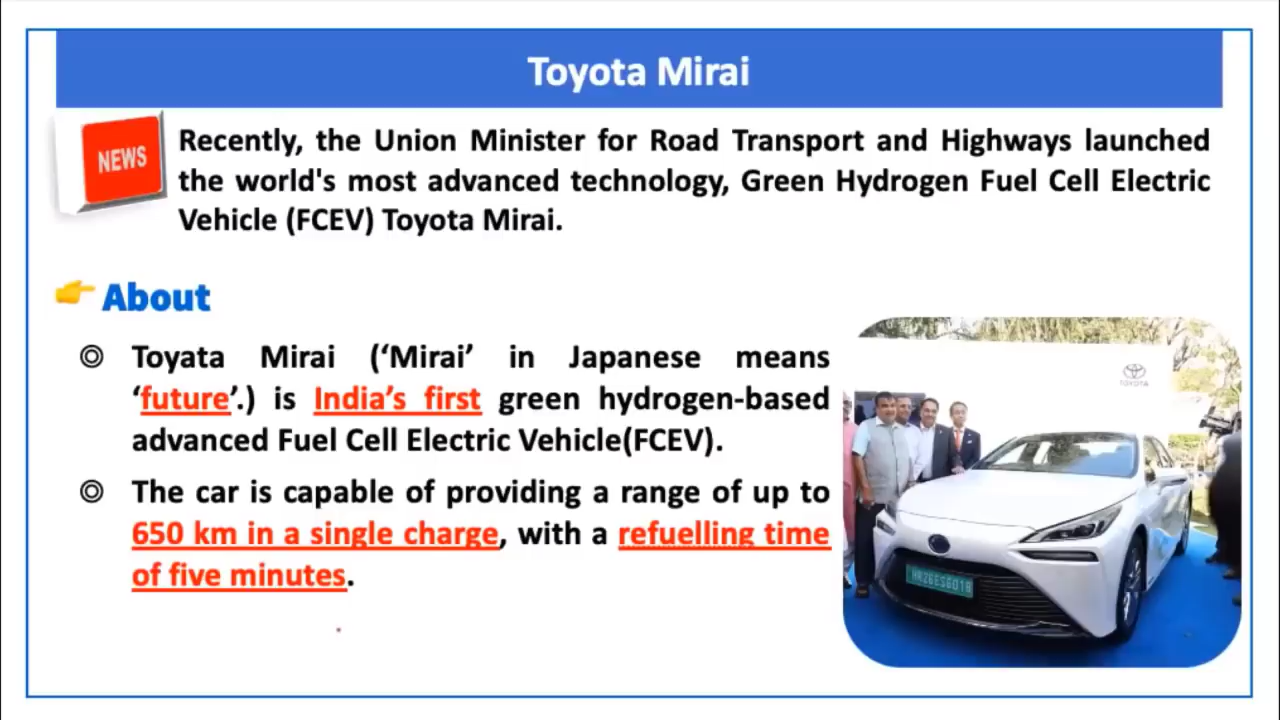 Toyota Mirai
NEWS
Recently, the Union Minister for Road Transport and Highways launched
the world's most advanced technology, Green Hydrogen Fuel Cell Electric
Vehicle (FCEV) Toyota Mirai.
About
◎ Toyata Mirai (‘Mirai’ in Japanese means
‘future’.) is India’s first green hydrogen-based
advanced Fuel Cell Electric Vehicle(FCEV).
◎ The car is capable of providing a range of up to
650 km in a single charge, with a refuelling time
of five minutes.
TOYOTA
HR26ES6018